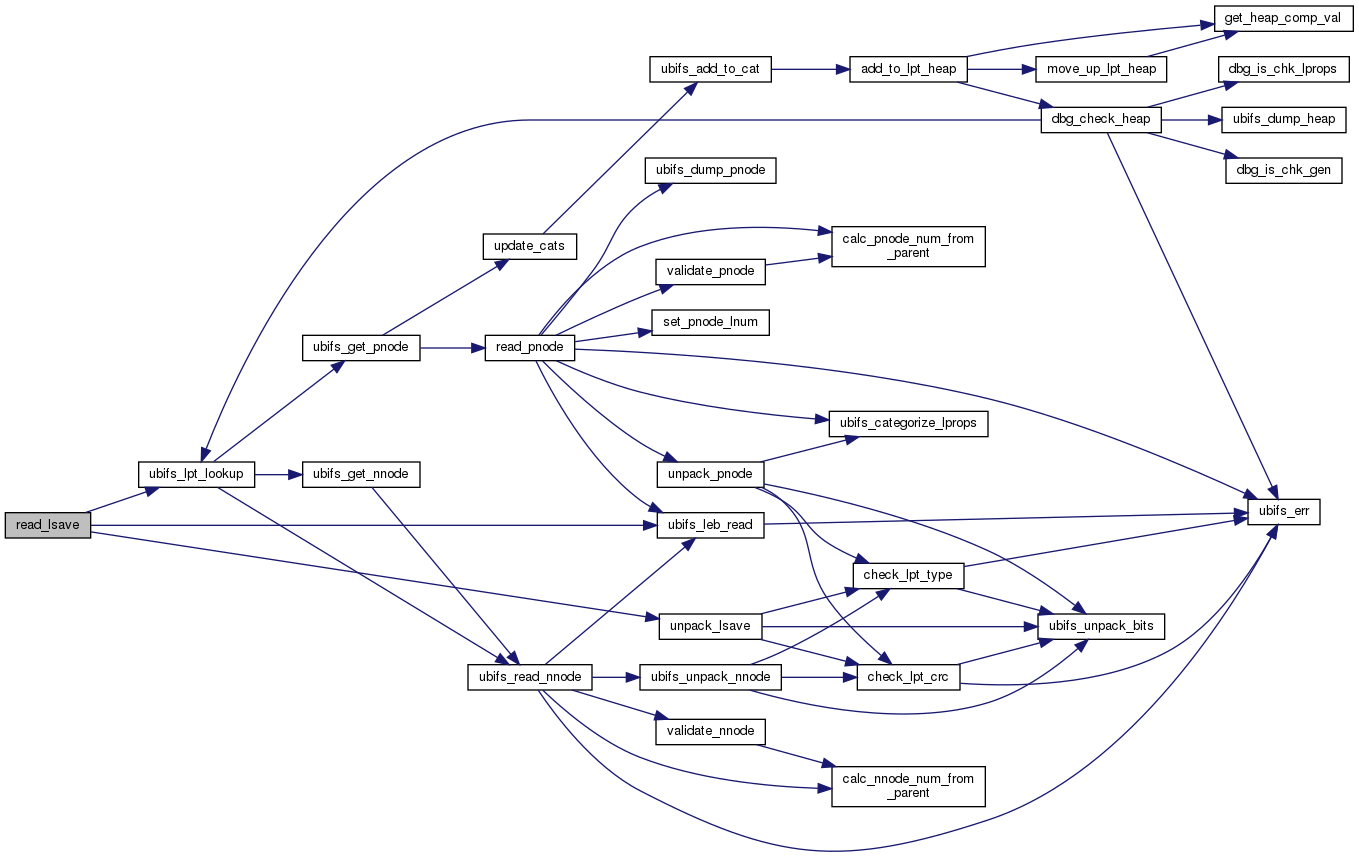 get_heap_comp_val
ubifs_add_to_cat
add_to_lpt_heap
move_up_lpt_heap
dbg_is_chk_lprops
dbg_check_heap
ubifs_dump_heap
ubifs_dump_pnode
dbg_is_chk_gen
update_cats
calc_pnode_num_from
_parent
validate_pnode
set_pnode_lnum
ubifs_get_pnode
read_pnode
ubifs_categorize_lprops
ubifs_lpt_lookup
ubifs_get_nnode
unpack_pnode
read_lsave
ubifs_leb_read
ubifs_err
check_lpt_type
unpack_lsave
ubifs_unpack_bits
ubifs_read_nnode
ubifs_unpack_nnode
check_lpt_crc
validate_nnode
calc_nnode_num_from
_parent